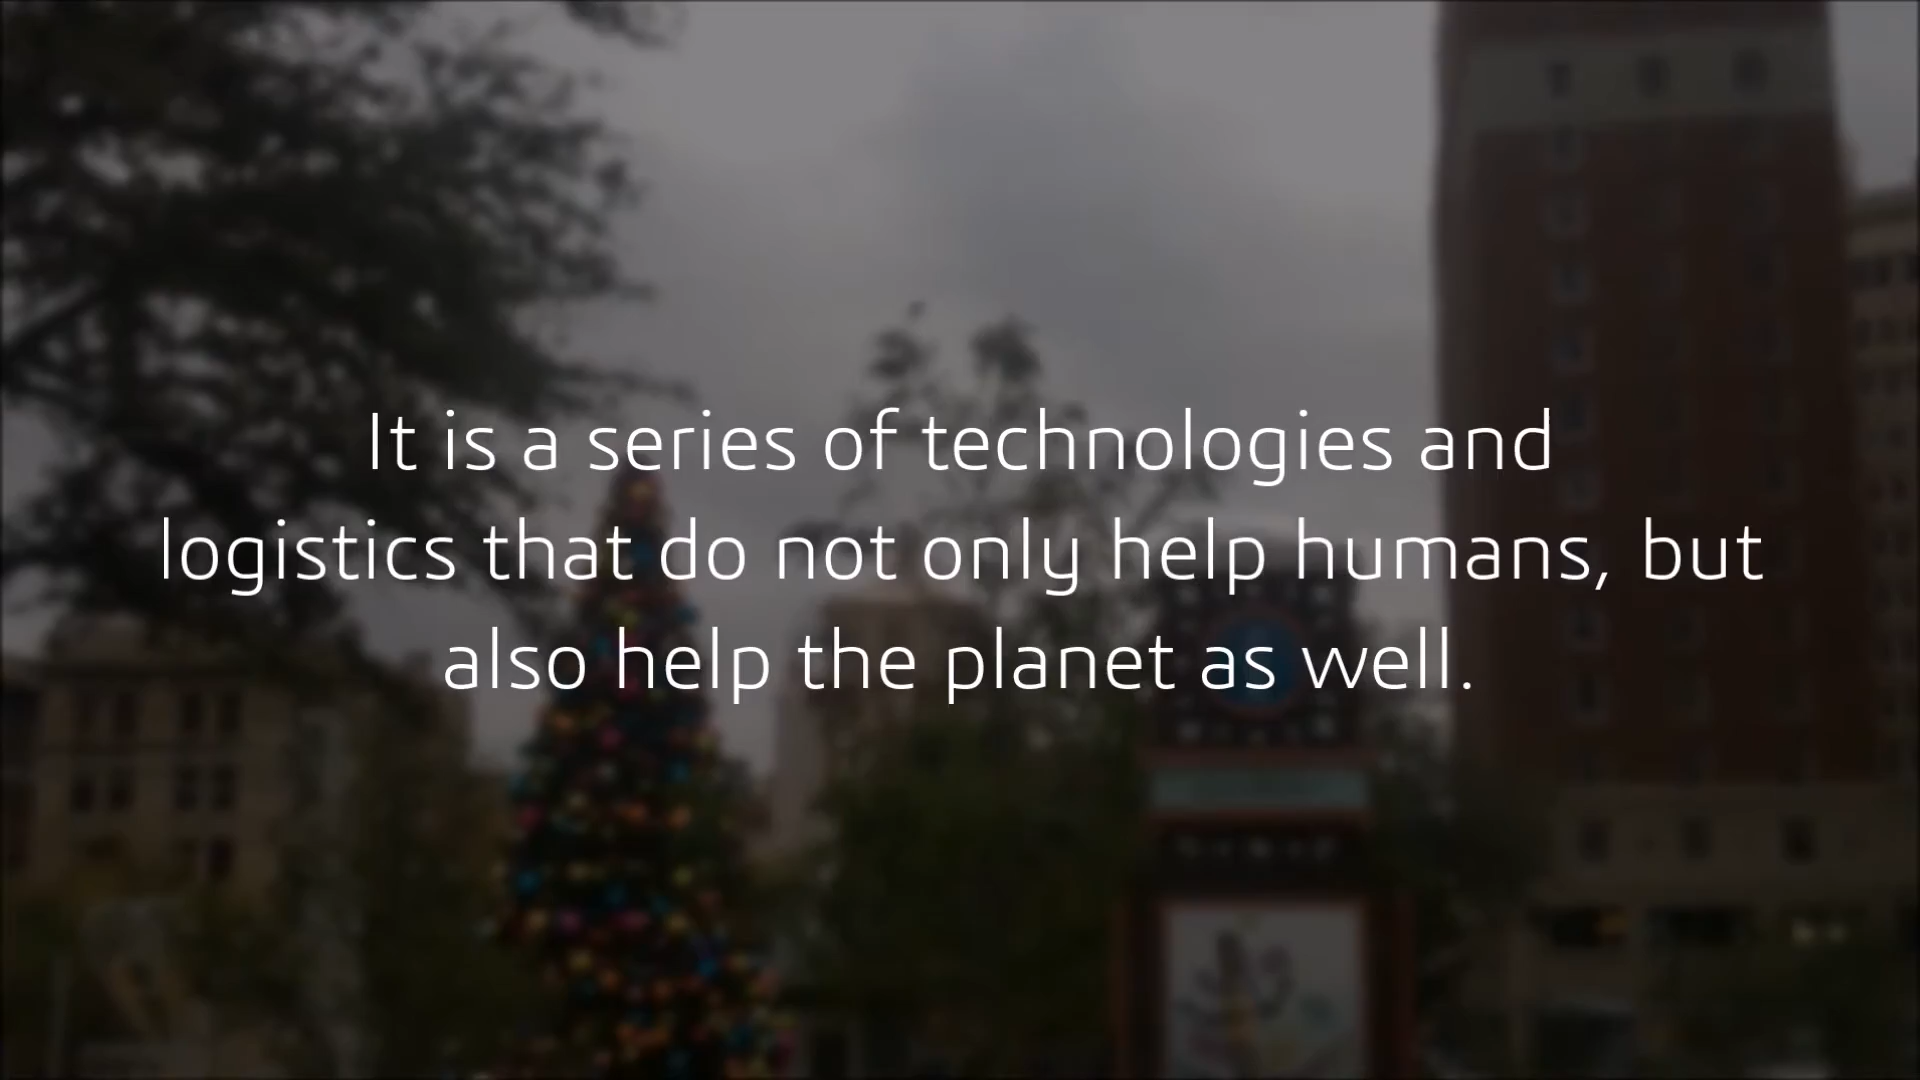 It is a series of technologies and
logistics that do not only help humans, but
also help the planet as well.